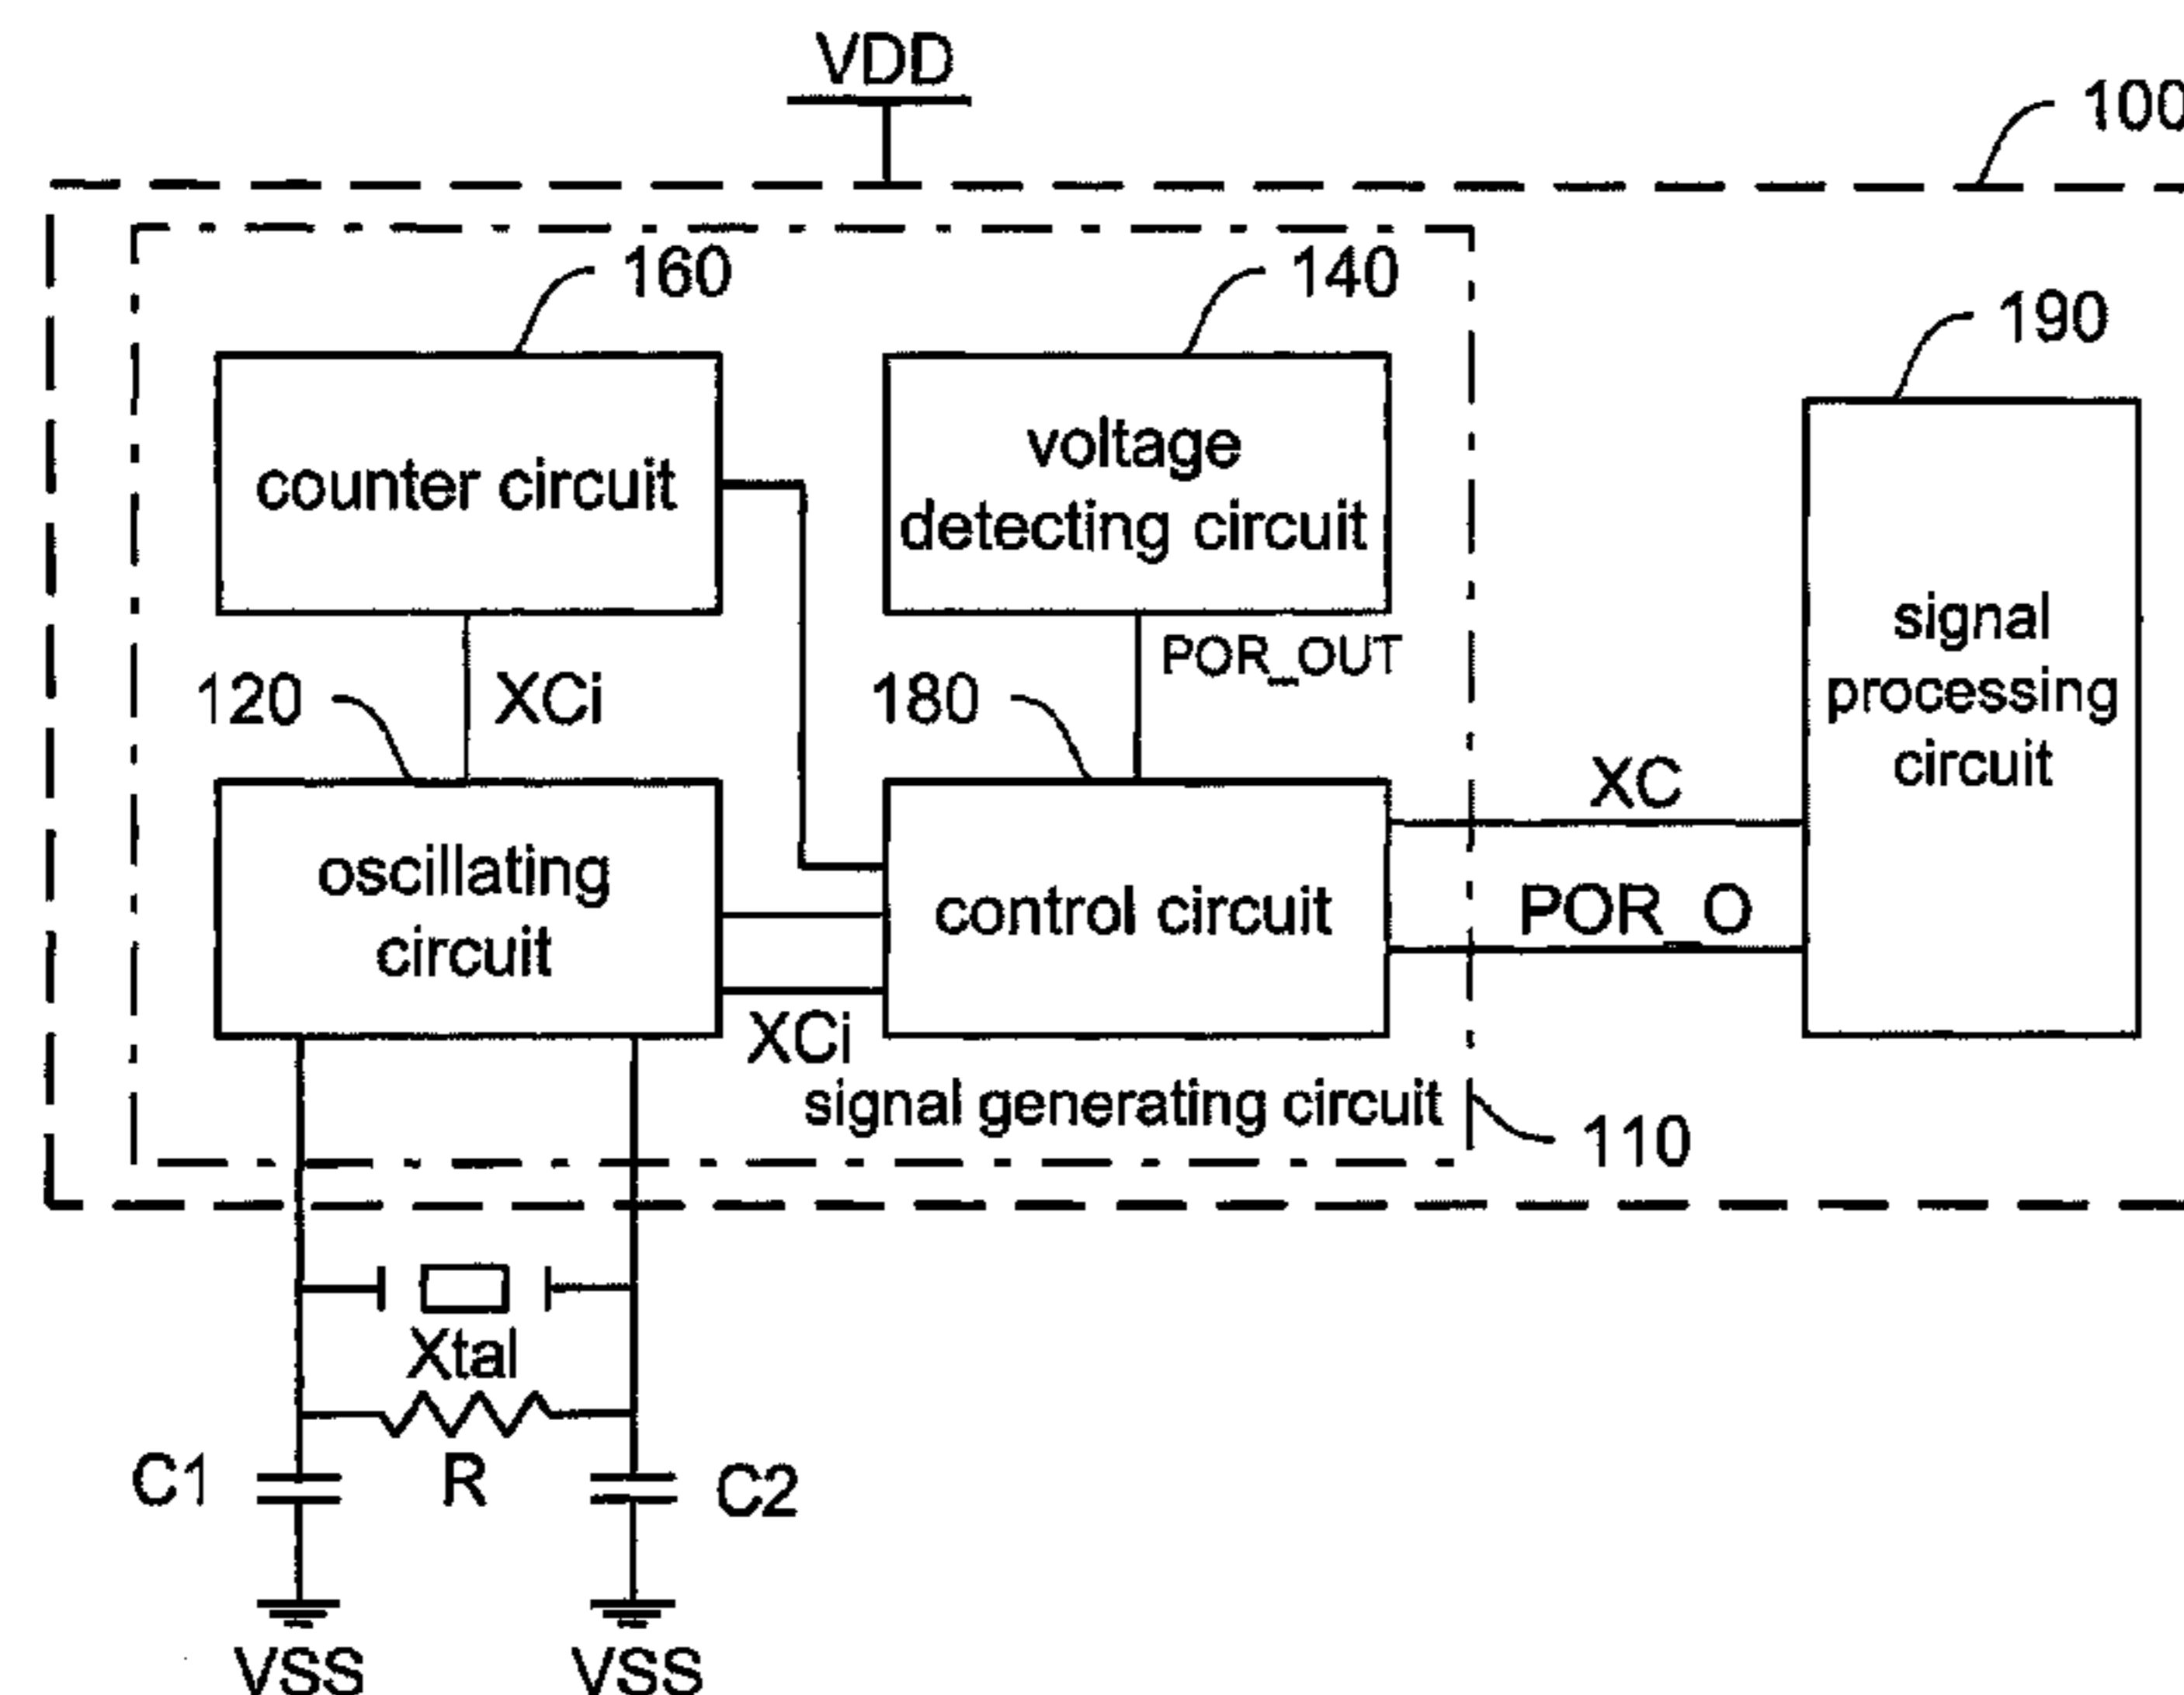 VDD
100
160
140
190
counter circuit
voltage
detecting circuit
signal
processing
circuit
POR_OUT
120
XCi
180
XC
oscillating
circuit
control circuit
POR_O
XCi
signal generating circuit
110
Xtal
C1
R
C2
VSS
VSS